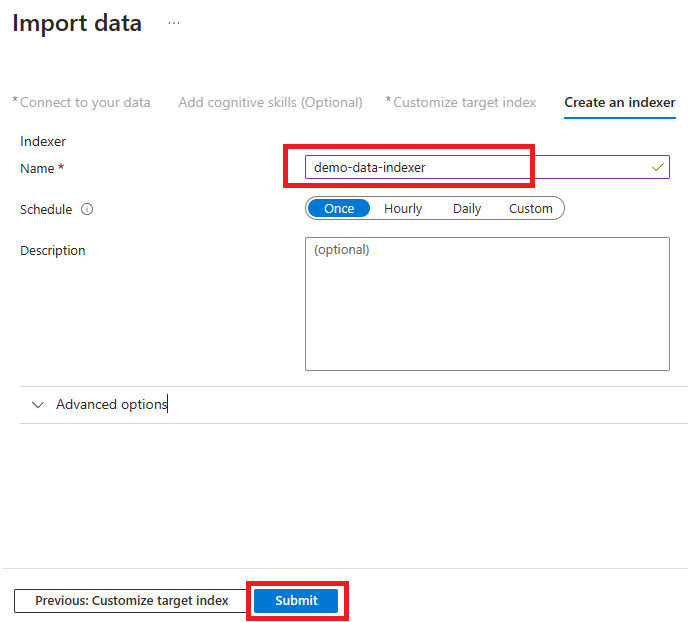 Import data ...
*Connect to your data Add cognitive skills (Optional) *Customize target index Create an indexer
Indexer
Name * demo-data-indexer
Schedule Once Hourly Daily Custom
Description (optional)
Advanced options
Previous: Customize target index Submit